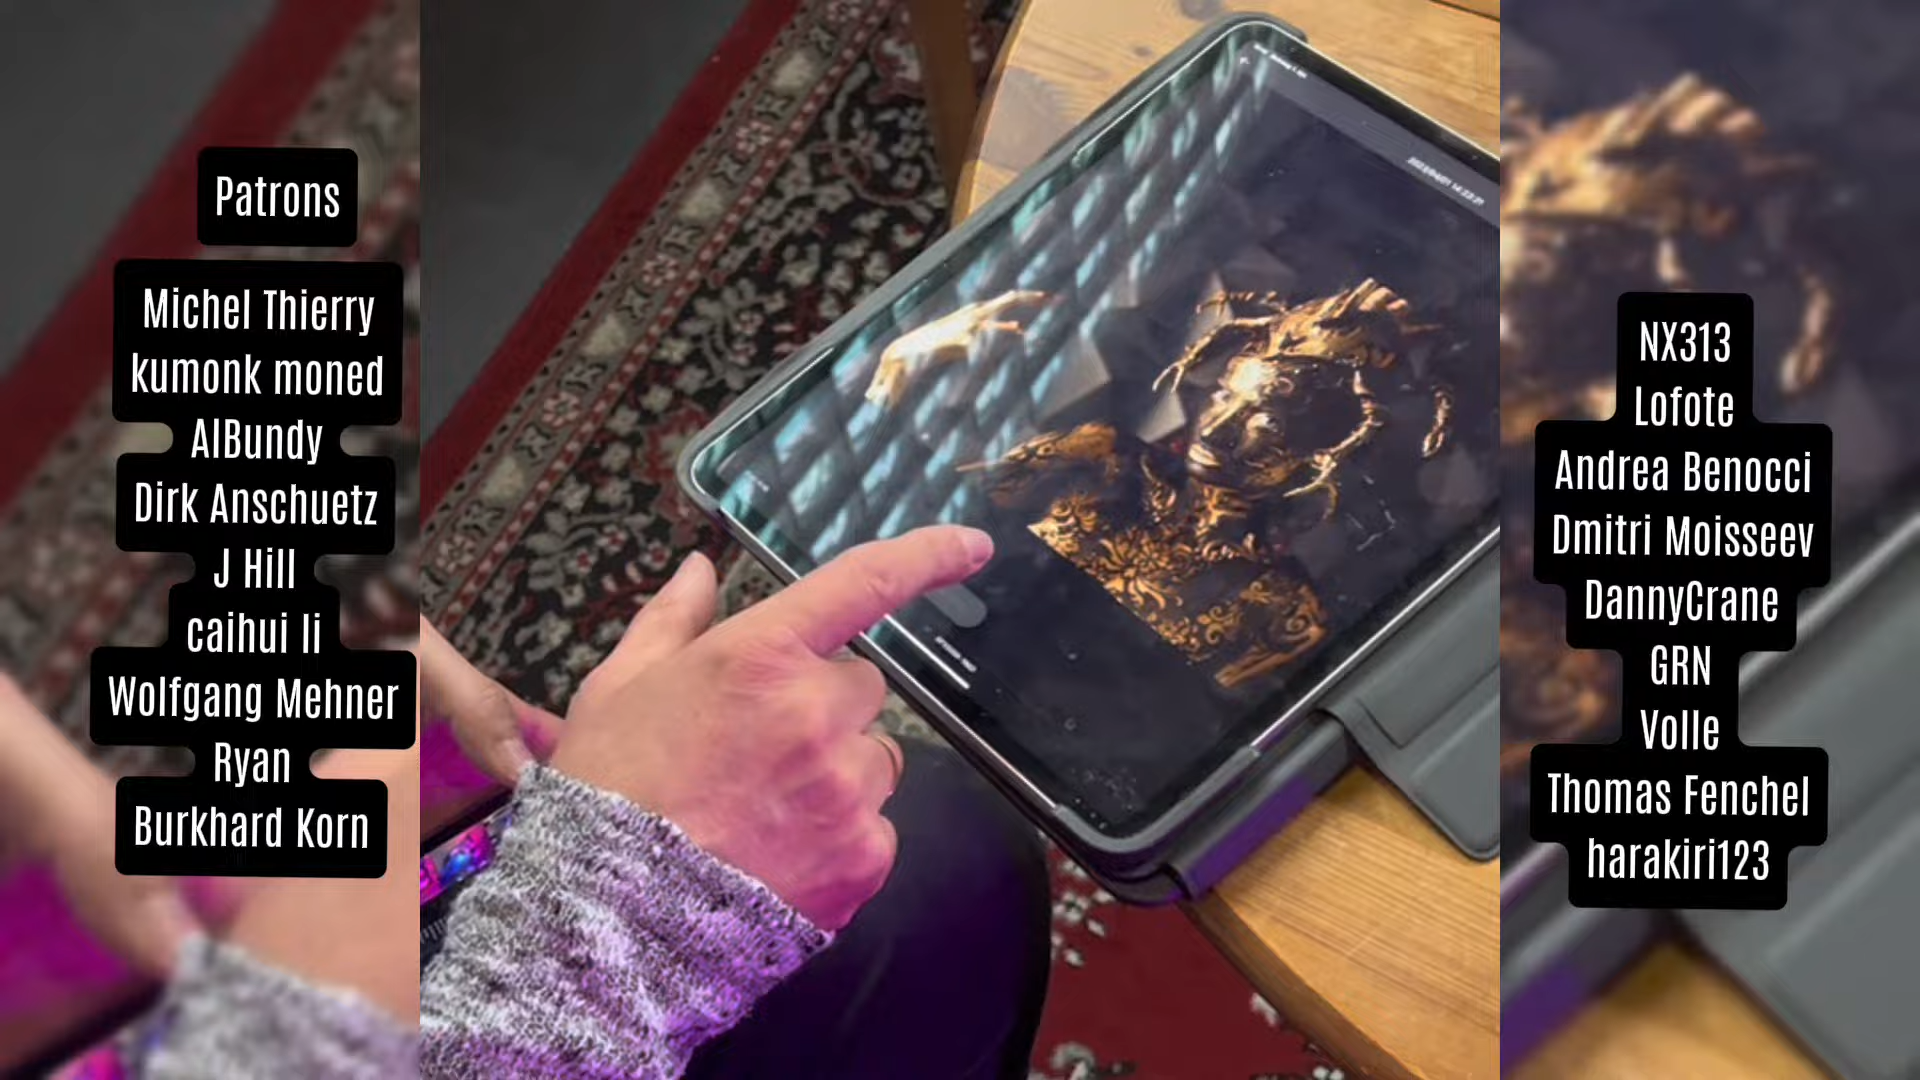 Patrons
Michel Thierry
kumonk moned
AlBundy
Dirk Anschuetz
J Hill
caihui li
Wolfgang Mehner
Ryan
Burkhard Korn
NX313
Lofote
Andrea Benocci
Dmitri Moisseev
DannyCrane
GRN
Volle
Thomas Fenchel
harakiri123